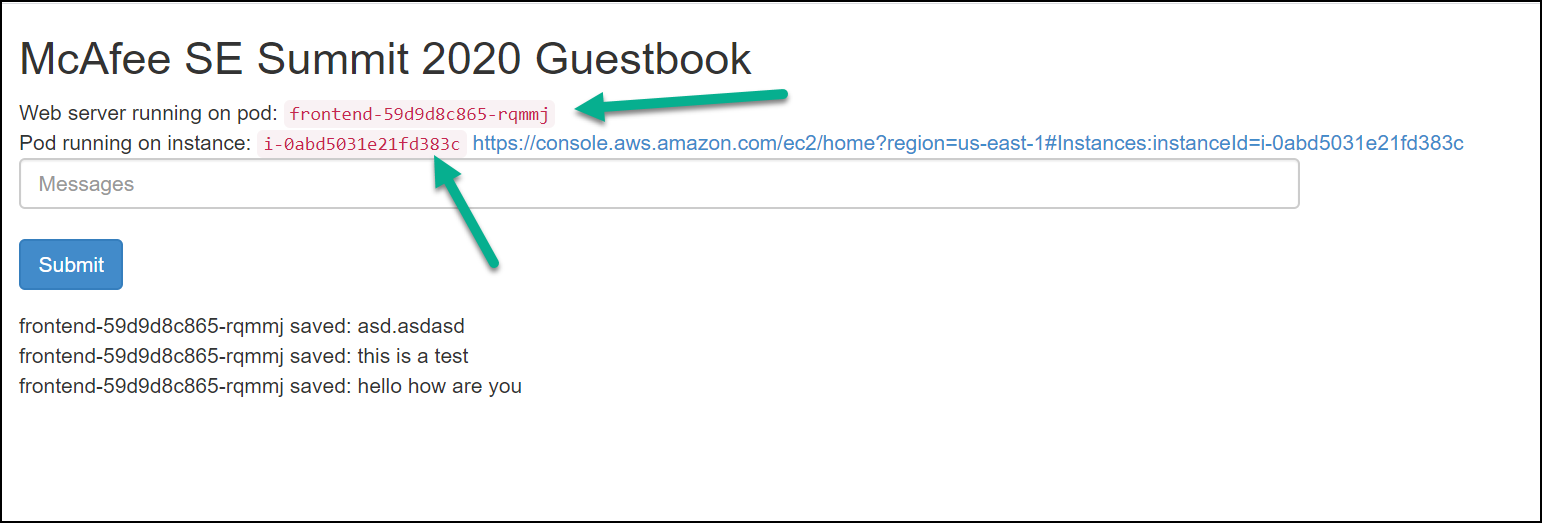 McAfee SE Summit 2020 Guestbook
Web server running on pod: frontend-59d9d8c865-rqmmj
Pod running on instance: i-0abd5031e21fd383c https://console.aws.amazon.com/ec2/home?region=us-east-1#Instances:instanceId=i-0abd5031e21fd383c
Messages
Submit
frontend-59d9d8c865-rqmmj saved: asd.asdasd
frontend-59d9d8c865-rqmmj saved: this is a test
frontend-59d9d8c865-rqmmj saved: hello how are you